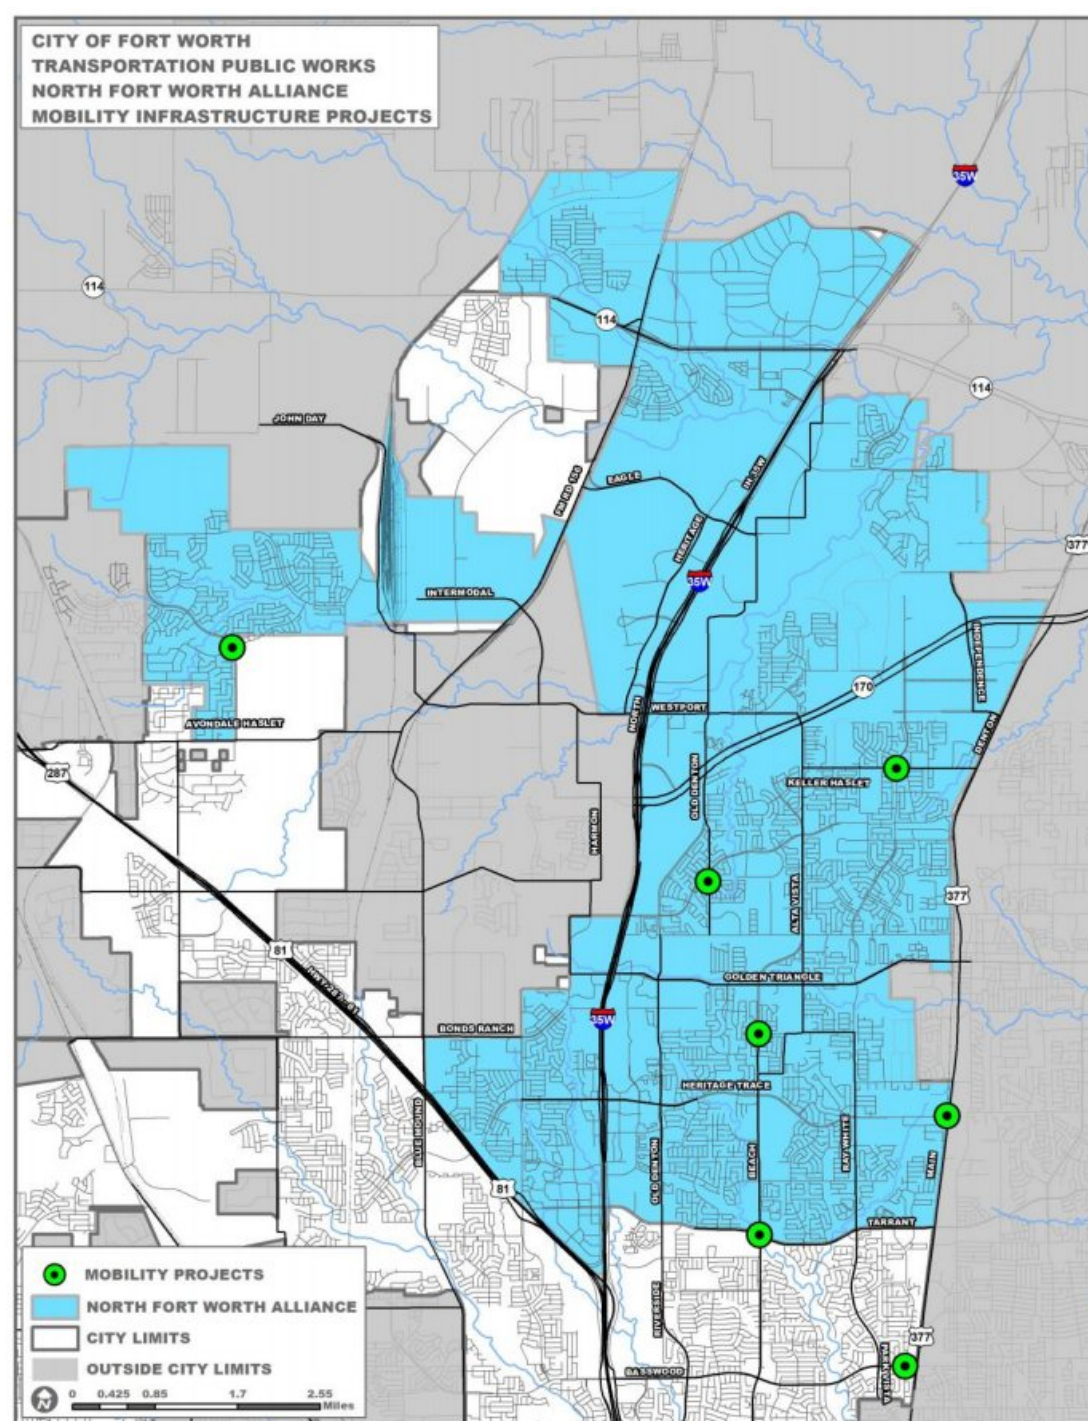 CITY OF FORT WORTH
TRANSPORTATION PUBLIC WORKS
NORTH FORT WORTH ALLIANCE
MOBILITY INFRASTRUCTURE PROJECTS
35W
114
114
114
JOHN DAY
FM RD 156
EAGLE
IH 35W
HERITAGE
377
35W
INTERMODAL
INDEPENDENCE
170
NORTH
WESTPORT
AVONDALE HASLET
DENTON
287
OLD DENTON
KELLER HASLET
HARMON
ALTA VISTA
377
81
GOLDEN TRIANGLE
35W
BONDS RANCH
HERITAGE TRACE
BLUE MOUND
OLD DENTON
BEACH
RAY WHITE
MAIN
81
TARRANT
RIVERSIDE
377
BASSWOOD
MOBILITY PROJECTS
NORTH FORT WORTH ALLIANCE
CITY LIMITS
OUTSIDE CITY LIMITS
N
0 0.425 0.85 1.7 2.55
Miles